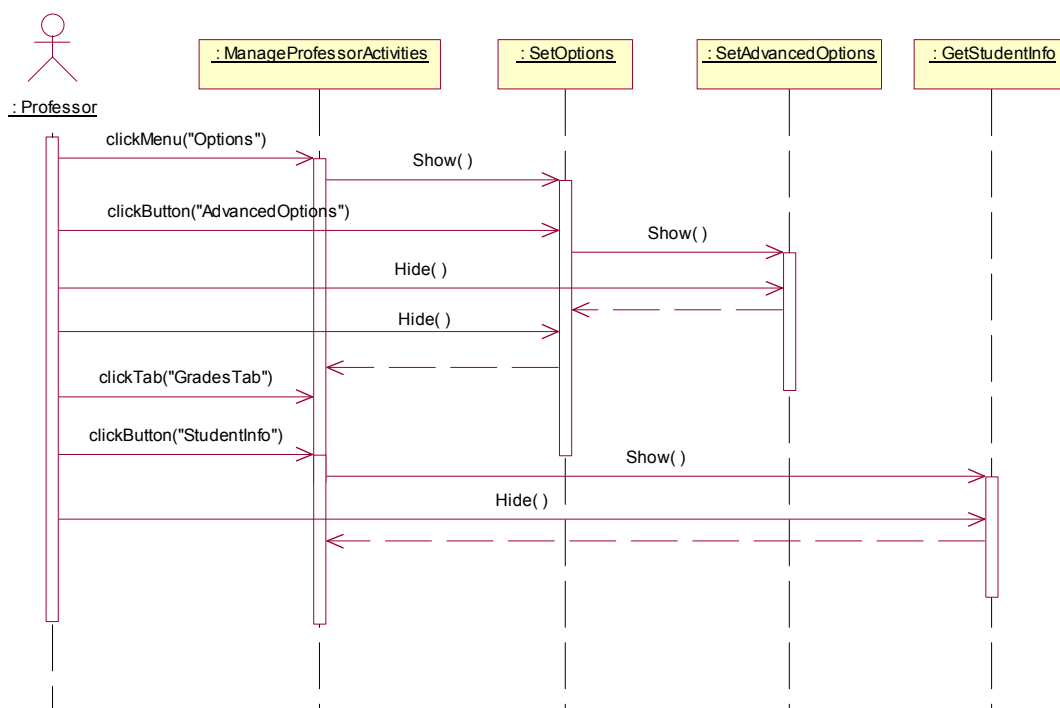 : Professor
: ManageProfessorActivities
: SetOptions
: SetAdvancedOptions
: GetStudentInfo
clickMenu("Options")
Show( )
clickButton("AdvancedOptions")
Show( )
Hide( )
Hide( )
clickTab("GradesTab")
clickButton("StudentInfo")
Show( )
Hide( )